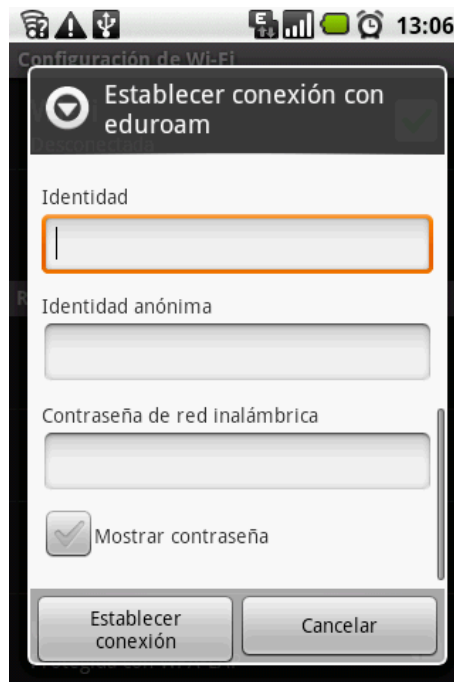 E
13:06
Configuración de Wi-Fi
Establecer conexión con
eduroam
Desconectada
Identidad
R
Identidad anónima
Contraseña de red inalámbrica
Mostrar contraseña
Establecer
conexión
Cancelar